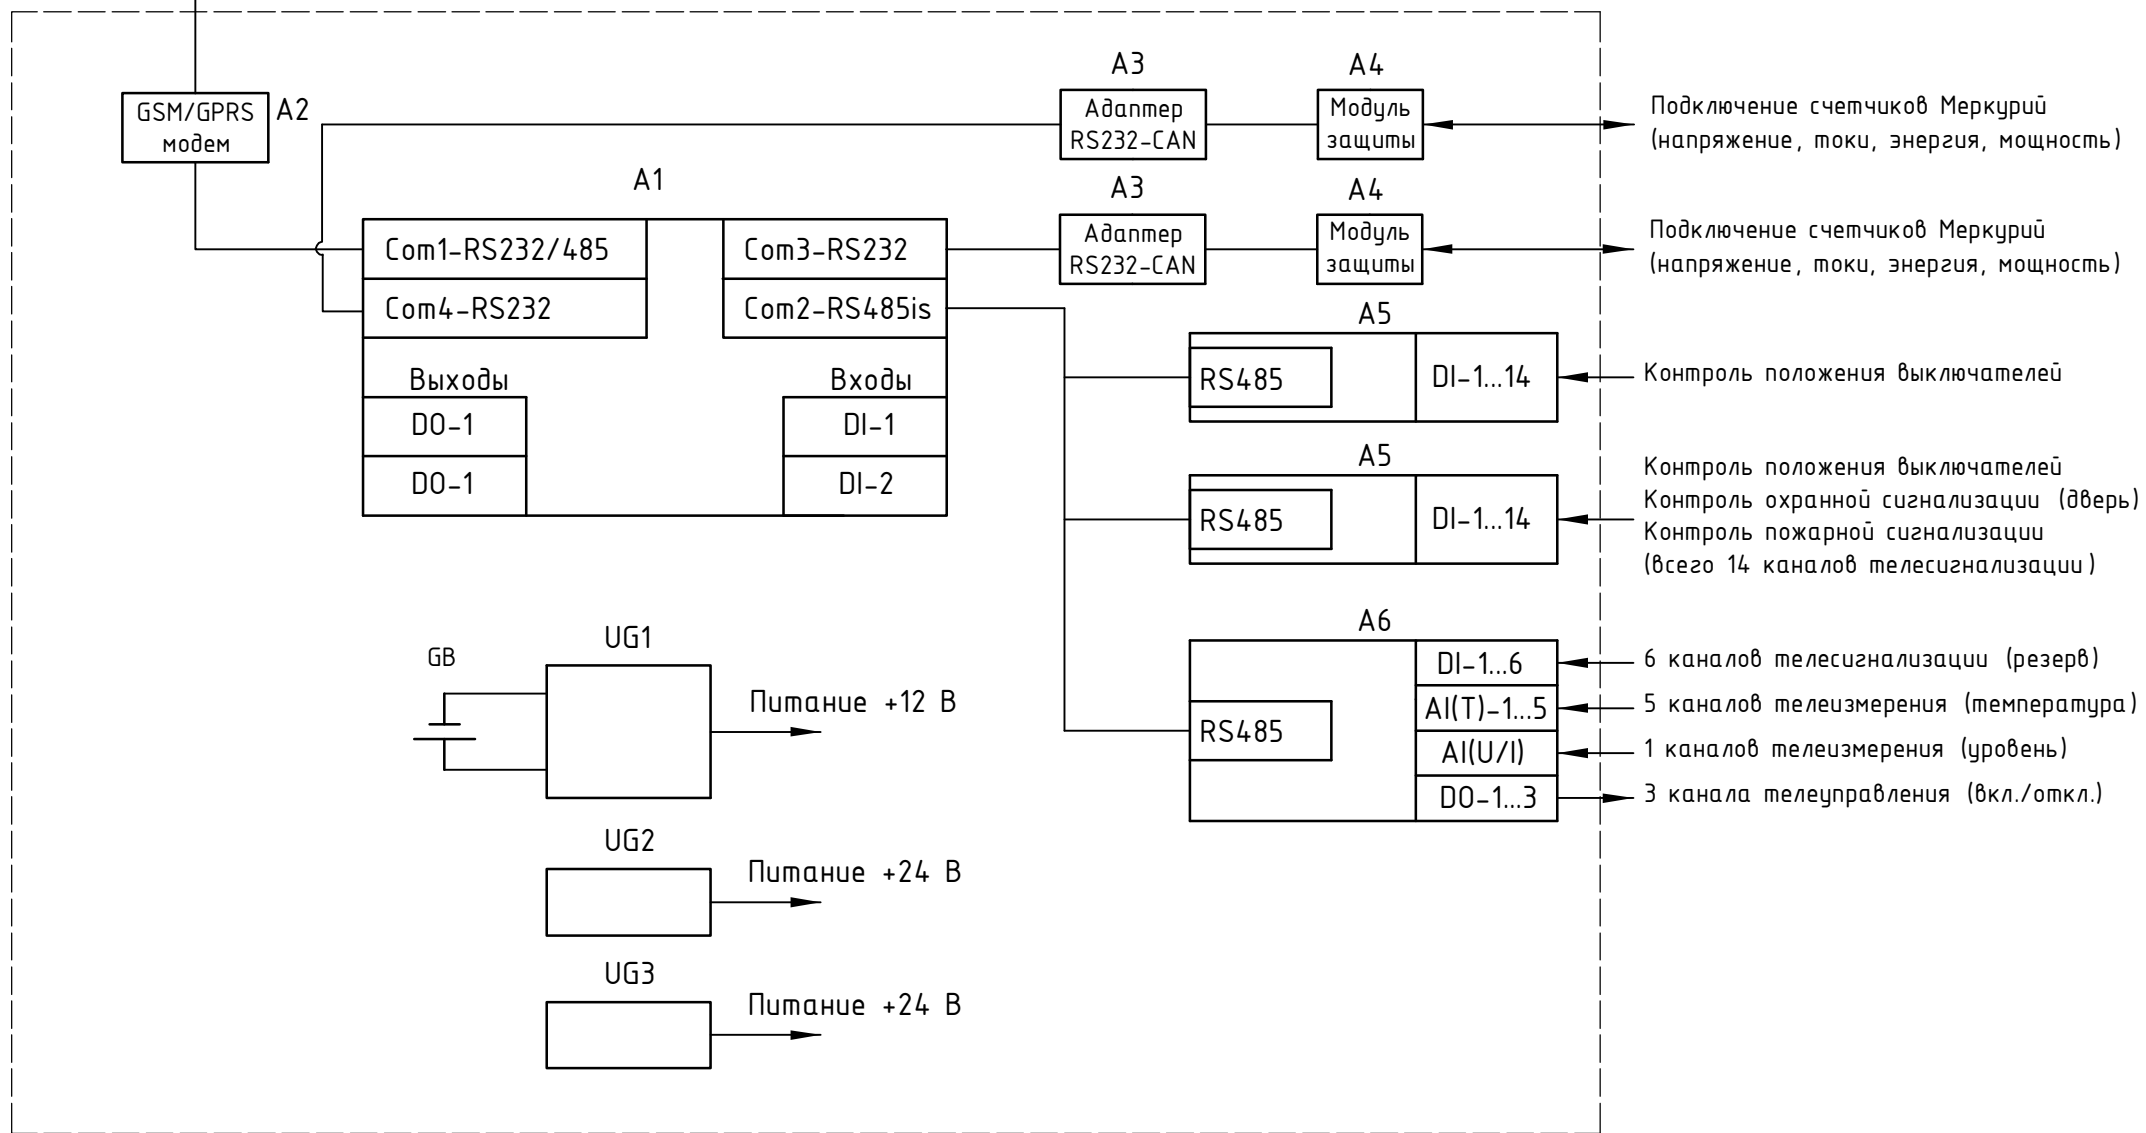 GSM/GPRS
модем
A2
A3
Адаптер
RS232-CAN
A4
Модуль
защиты
Подключение счетчиков Меркурий
(напряжение, токи, энергия, мощность)
A1
Com1-RS232/485
Com4-RS232
Com3-RS232
Com2-RS485is
Выходы
DO-1
DO-1
Входы
DI-1
DI-2
A3
Адаптер
RS232-CAN
A4
Модуль
защиты
Подключение счетчиков Меркурий
(напряжение, токи, энергия, мощность)
A5
RS485
DI-1...14
Контроль положения выключателей
A5
RS485
DI-1...14
Контроль положения выключателей
Контроль охранной сигнализации (дверь)
Контроль пожарной сигнализации
(всего 14 каналов телесигнализации)
A6
RS485
DI-1...6
AI(T)-1...5
AI(U/I)
DO-1...3
6 каналов телесигнализации (резерв)
5 каналов телеизмерения (температура)
1 каналов телеизмерения (уровень)
3 канала телеуправления (вкл./откл.)
GB
UG1
Питание +12 В
UG2
Питание +24 В
UG3
Питание +24 В